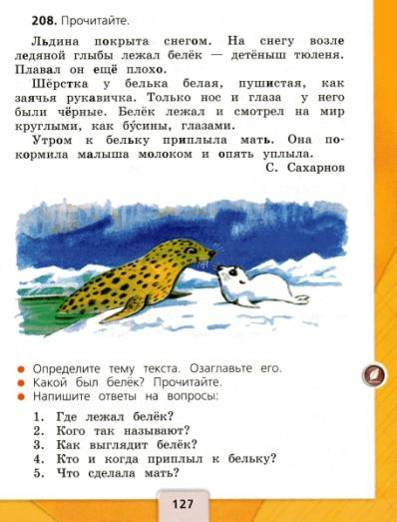 208. Прочитайте.
Льдина покрыта снегом. На снегу возле
ледяной глыбы лежал белёк — детёныш тюленя.
Плавал он ещё плохо.
Шёрстка у белька белая, пушистая, как
заячья рукавичка. Только нос и глаза у него
были чёрные. Белёк лежал и смотрел на мир
круглыми, как бу́сины, глазами.
Утром к бельку приплыла мать. Она по-
кормила малыша молоком и опять уплыла.
С. Сахарнов
● Определите тему текста. Озаглавьте его.
● Какой был белёк? Прочитайте.
● Напишите ответы на вопросы:
1. Где лежал белёк?
2. Кого так называют?
3. Как выглядит белёк?
4. Кто и когда приплыл к бельку?
5. Что сделала мать?
127